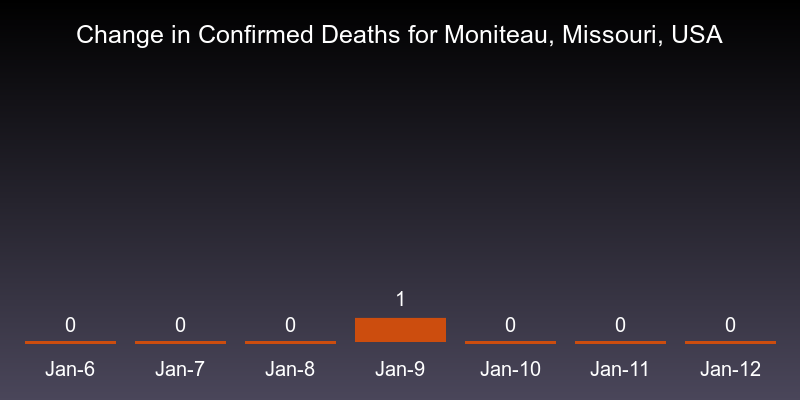 Change in Confirmed Deaths for Moniteau, Missouri, USA
1
0 0 0 0 0 0
Jan-6 Jan-7 Jan-8 Jan-9 Jan-10 Jan-11 Jan-12